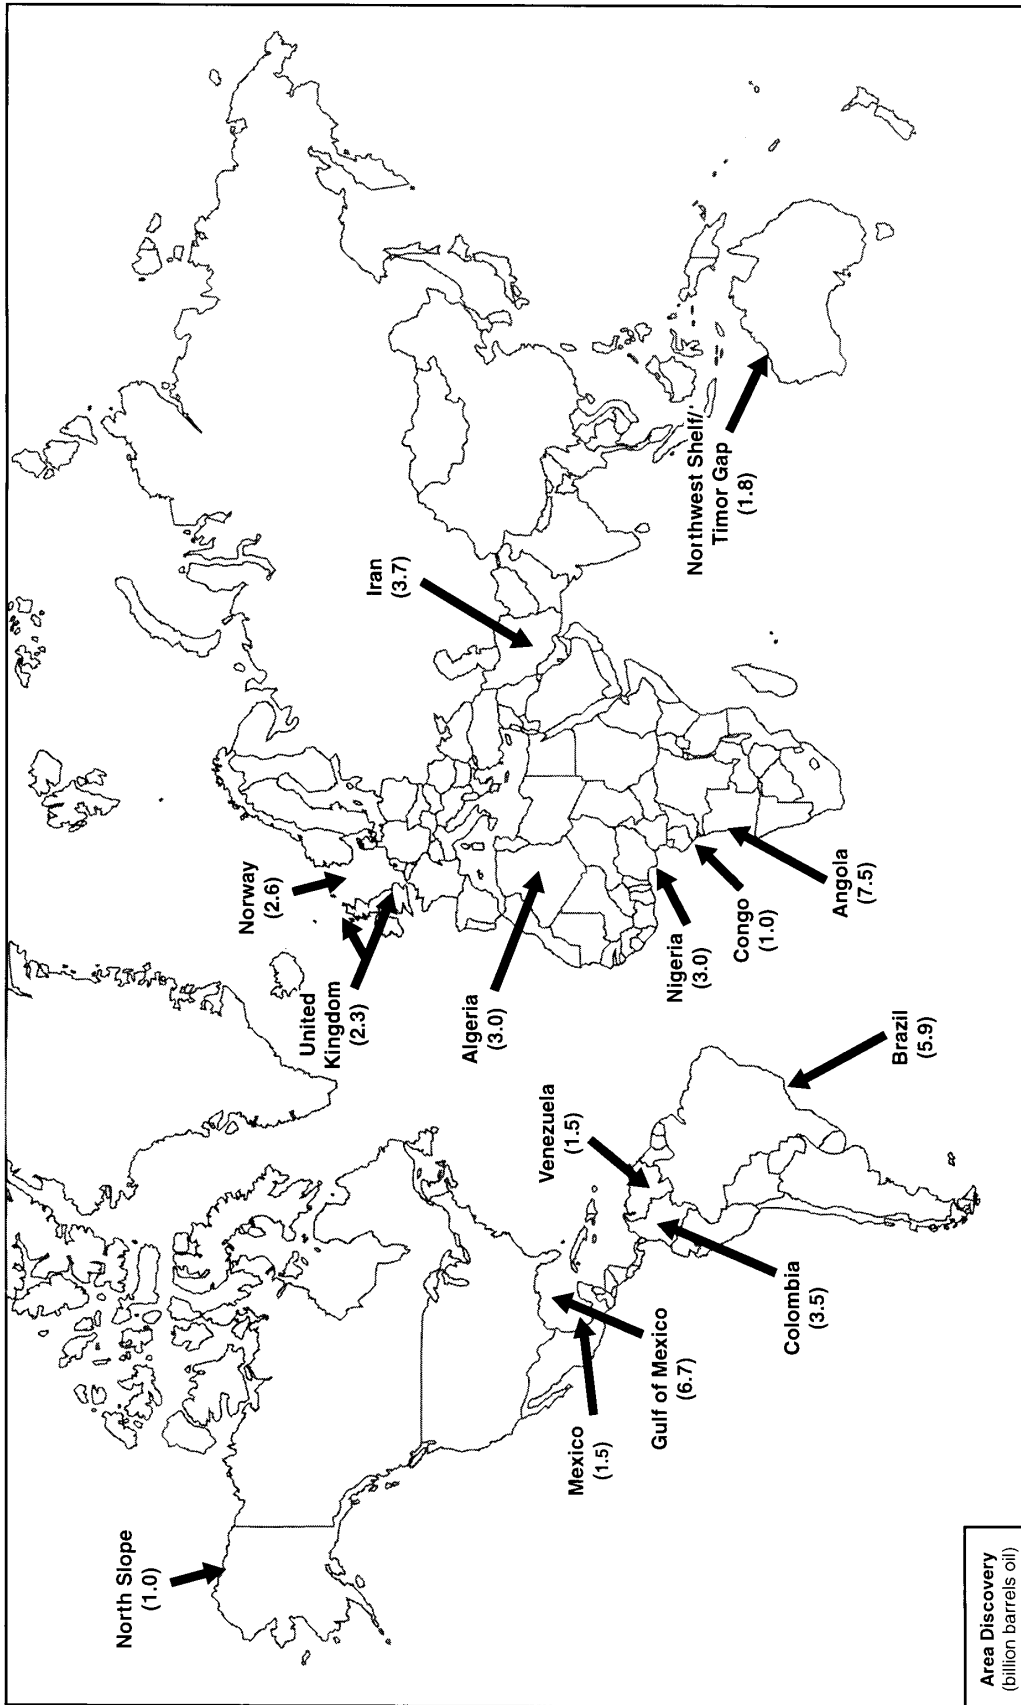 North Slope
(1.0)
Norway
(2.6)
United
Kingdom
(2.3)
Iran
(3.7)
Algeria
(3.0)
Venezuela
(1.5)
Mexico
(1.5)
Gulf of Mexico
(6.7)
Colombia
(3.5)
Brazil
(5.9)
Nigeria
(3.0)
Congo
(1.0)
Angola
(7.5)
Northwest Shelf/
Timor Gap
(1.8)
Area Discovery
(billion barrels oil)